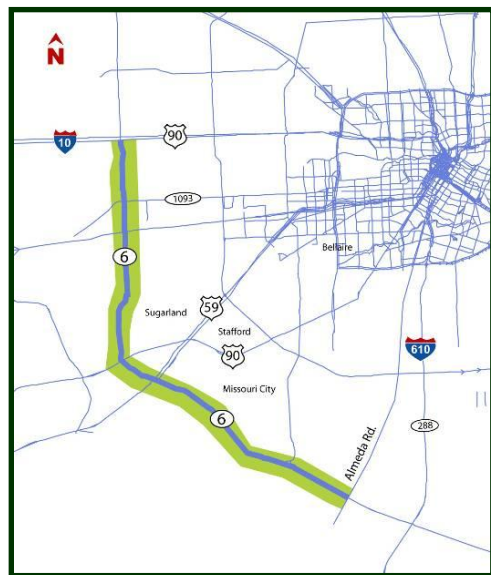 N
10
90
1093
6
Bellaire
59
Sugarland
Stafford
90
610
Missouri City
6
288
Almeda Rd.